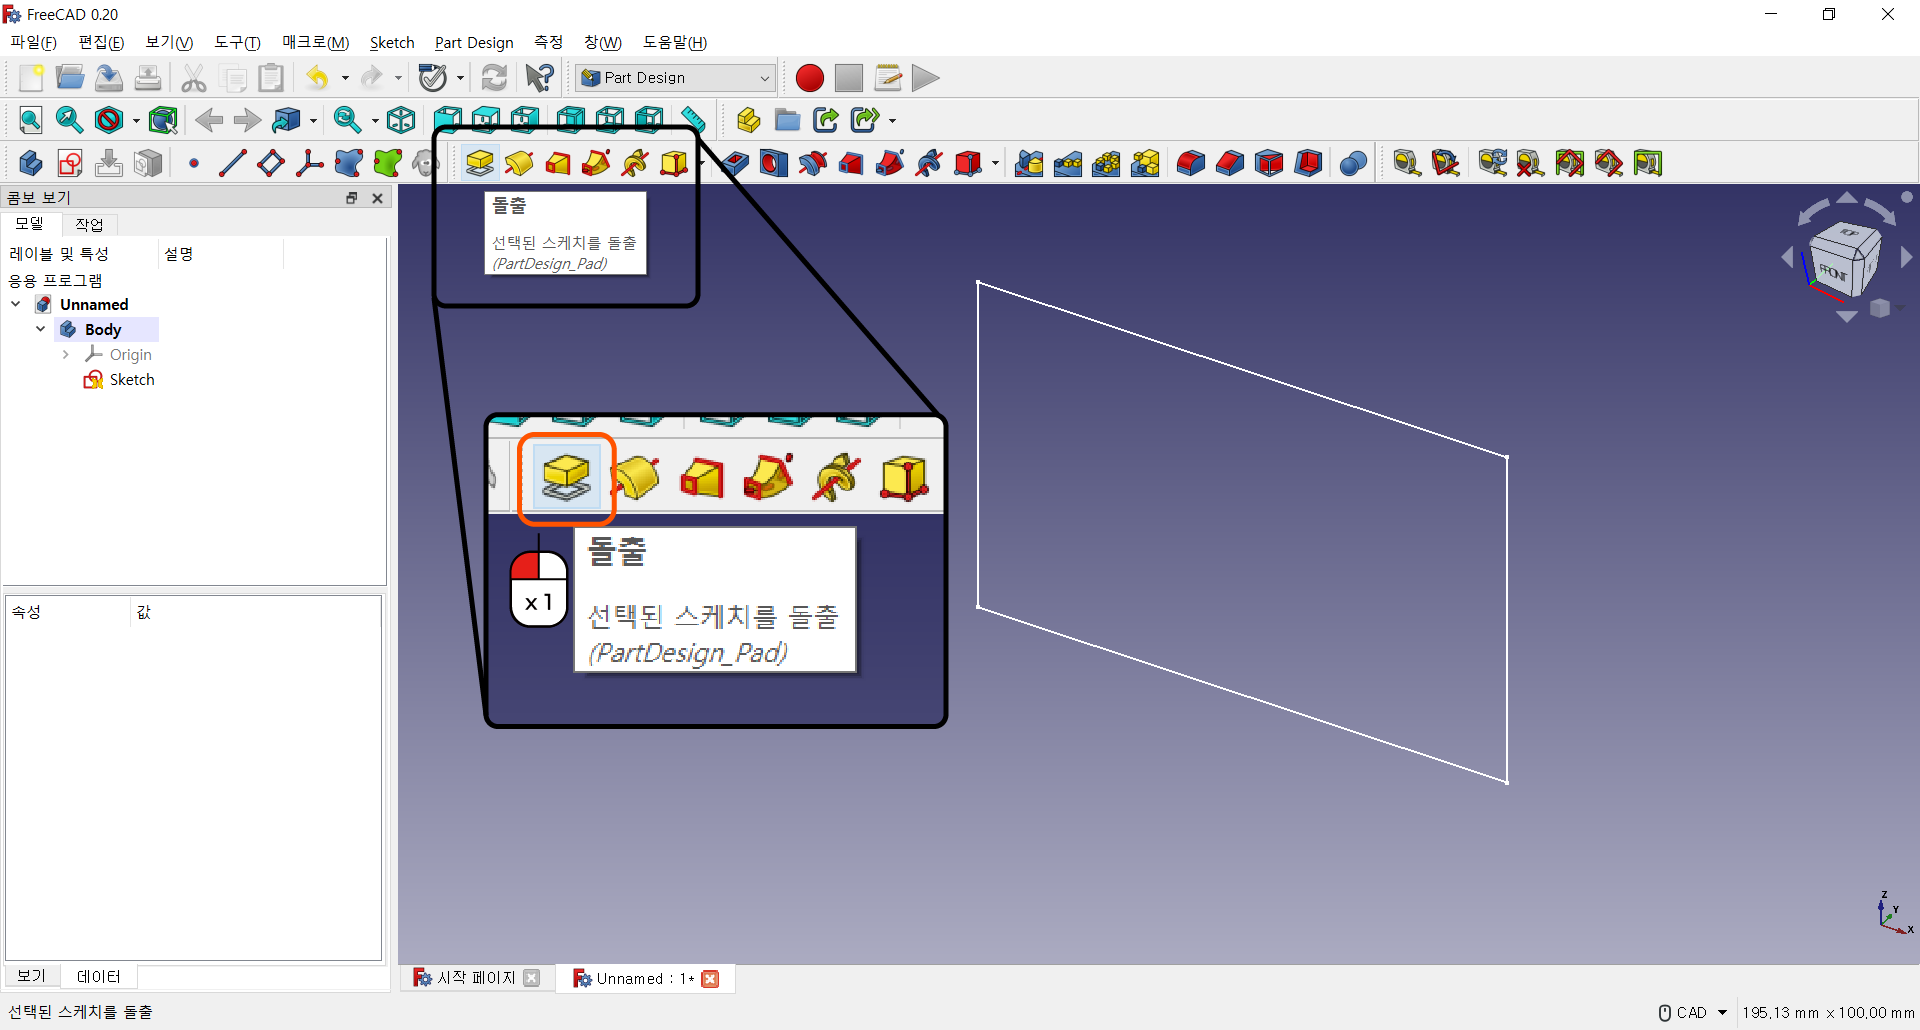 FreeCAD 0.20
파일(F) 편집(E) 보기(V) 도구(T) 매크로(M) Sketch Part Design 측정 창(W) 도움말(H)
Part Design
콤보 보기
모델 작업
레이블 및 특성 설명
응용 프로그램
Unnamed
Body
Origin
Sketch
속성 값
보기 데이터
돌출
선택된 스케치를 돌출
(PartDesign_Pad)
돌출
선택된 스케치를 돌출
(PartDesign_Pad)
x 1
TOP
FRONT
Z
Y
X
시작 페이지 Unnamed : 1*
선택된 스케치를 돌출
CAD 195,13 mm x 100,00 mm